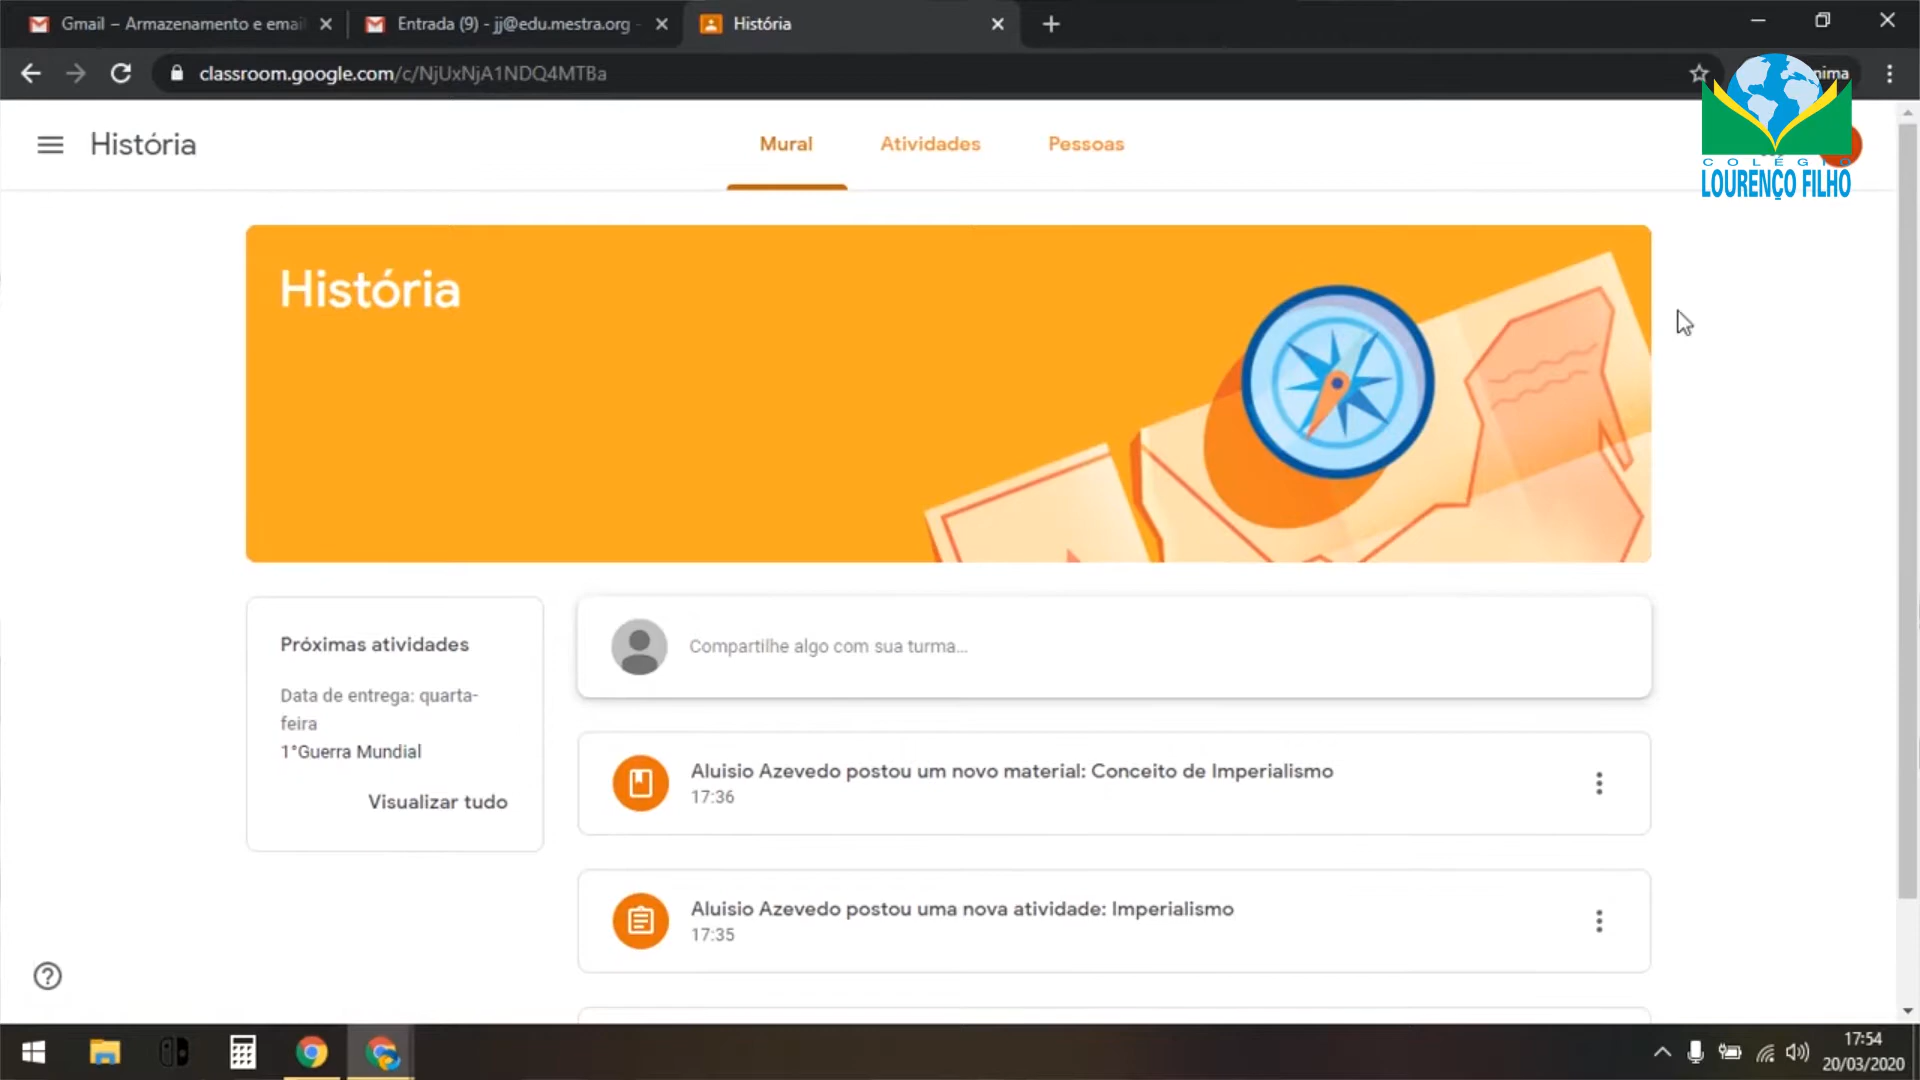 Gmail – Armazenamento e emai
Entrada (9) - jj@edu.mestra.org
História
classroom.google.com/c/NjUxNjA1NDQ4MTBa
nima
História
Mural
Atividades
Pessoas
COLÉGIO
LOURENÇO FILHO
História
Próximas atividades
Data de entrega: quarta-
feira
1°Guerra Mundial
Visualizar tudo
Compartilhe algo com sua turma...
Aluisio Azevedo postou um novo material: Conceito de Imperialismo
17:36
Aluisio Azevedo postou uma nova atividade: Imperialismo
17:35
17:54
20/03/2020